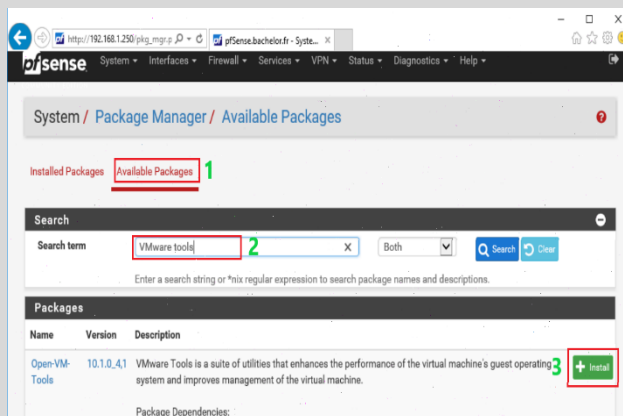 http://192.168.1.250/pkg_mgr.p
pfSense.bachelor.fr - Syste...
pfsense
System Interfaces Firewall Services VPN Status Diagnostics Help
System / Package Manager / Available Packages
Installed Packages Available Packages 1
Search
Search term VMware tools 2 X Both Search Clear
Enter a search string or *nix regular expression to search package names and descriptions.
Packages
Name Version Description
Open-VM- 10.1.0_4,1 VMware Tools is a suite of utilities that enhances the performance of the virtual machine's guest operating 3 Install
Tools system and improves management of the virtual machine.
Package Dependencies: